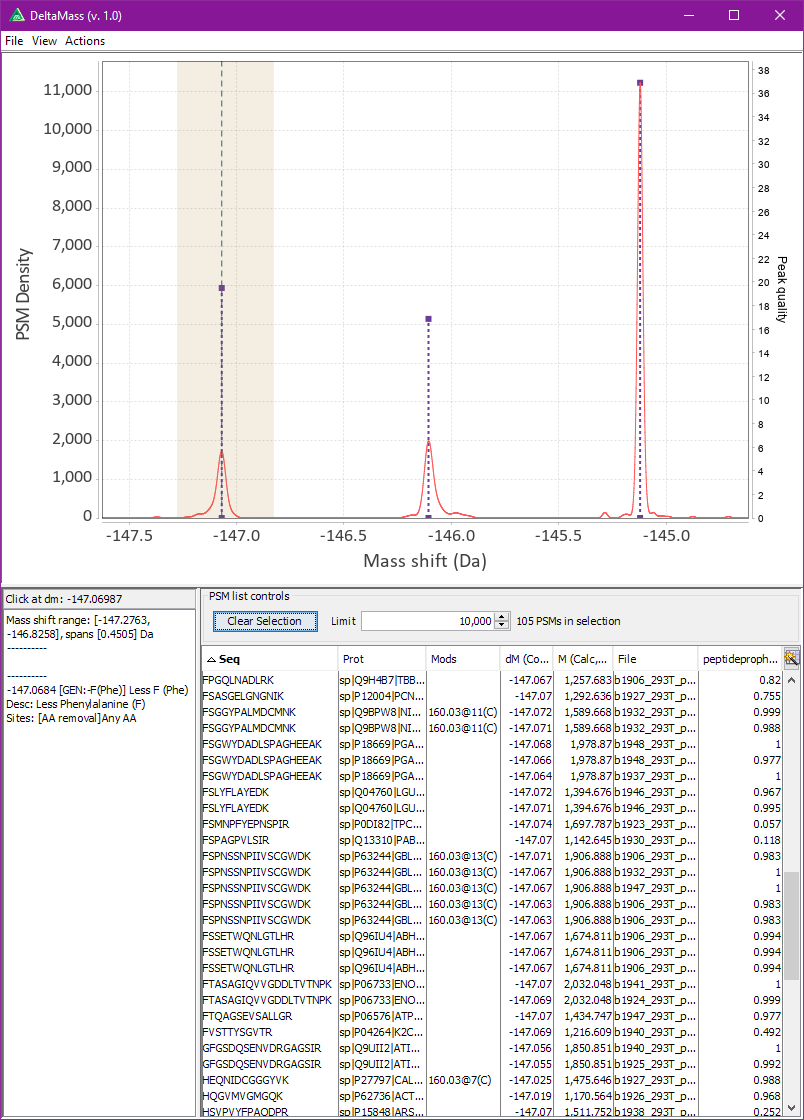 DeltaMass (v. 1.0)
File View Actions
11,000
10,000
9,000
8,000
7,000
6,000
5,000
4,000
3,000
2,000
1,000
0
PSM Density
38
36
34
32
30
28
26
24
22
20
18
16
14
12
10
8
6
4
2
0
Peak quality
-147.5 -147.0 -146.5 -146.0 -145.5 -145.0
Mass shift (Da)
Click at dm: -147.06987
Mass shift range: [-147.2763,
-146.8258], spans [0.4505] Da
----------
----------
-147.0684 [GEN:-F(Phe)] Less F (Phe)
Desc: Less Phenylalanine (F)
Sites: [AA removal]Any AA
PSM list controls
Clear Selection Limit 10,000 105 PSMs in selection
Seq Prot Mods dM (Co... M (Calc,... File peptideproph...
FPGQLNADLRK sp|Q9H4B7|TBB... -147.067 1,257.683 b1906_293T_p... 0.82
FSASGELGNGNIK sp|P12004|PCN... -147.07 1,292.636 b1927_293T_p... 0.755
FSGGYPALMDCMNK sp|Q9BPW8|NI... 160.03@11(C) -147.072 1,589.668 b1932_293T_p... 0.999
FSGGYPALMDCMNK sp|Q9BPW8|NI... 160.03@11(C) -147.071 1,589.668 b1932_293T_p... 0.988
FSGWYDADLSPAGHEEAK sp|P18669|PGA... -147.068 1,978.87 b1948_293T_p... 1
FSGWYDADLSPAGHEEAK sp|P18669|PGA... -147.066 1,978.87 b1948_293T_p... 0.977
FSGWYDADLSPAGHEEAK sp|P18669|PGA... -147.064 1,978.87 b1937_293T_p... 1
FSLYFLAYEDK sp|Q04760|LGU... -147.072 1,394.676 b1946_293T_p... 0.967
FSLYFLAYEDK sp|Q04760|LGU... -147.071 1,394.676 b1946_293T_p... 0.995
FSMNPFYEPNSPIR sp|P0DI82|TPC... -147.074 1,697.787 b1923_293T_p... 0.057
FSPAGPVLSIR sp|Q13310|PAB... -147.07 1,142.645 b1930_293T_p... 0.118
FSPNSSNPIIVSCGWDK sp|P63244|GBL... 160.03@13(C) -147.071 1,906.888 b1906_293T_p... 0.983
FSPNSSNPIIVSCGWDK sp|P63244|GBL... 160.03@13(C) -147.067 1,906.888 b1932_293T_p... 1
FSPNSSNPIIVSCGWDK sp|P63244|GBL... 160.03@13(C) -147.067 1,906.888 b1947_293T_p... 1
FSPNSSNPIIVSCGWDK sp|P63244|GBL... 160.03@13(C) -147.063 1,906.888 b1906_293T_p... 0.983
FSPNSSNPIIVSCGWDK sp|P63244|GBL... 160.03@13(C) -147.063 1,906.888 b1906_293T_p... 0.983
FSSETWQNLGTLHR sp|Q96IU4|ABH... -147.067 1,674.811 b1906_293T_p... 0.994
FSSETWQNLGTLHR sp|Q96IU4|ABH... -147.067 1,674.811 b1906_293T_p... 0.994
FSSETWQNLGTLHR sp|Q96IU4|ABH... -147.067 1,674.811 b1906_293T_p... 0.994
FTASAGIQVVGDDLTVTNPK sp|P06733|ENO... -147.07 2,032.048 b1941_293T_p... 1
FTASAGIQVVGDDLTVTNPK sp|P06733|ENO... -147.069 2,032.048 b1924_293T_p... 0.999
FTQAGSEVSALLGR sp|P06576|ATP... -147.07 1,434.747 b1947_293T_p... 0.977
FVSTTYSGVTR sp|P04264|K2C... -147.069 1,216.609 b1940_293T_p... 0.492
GFGSDQSENVDRGAGSIR sp|Q9UII2|ATI... -147.056 1,850.851 b1940_293T_p... 1
GFGSDQSENVDRGAGSIR sp|Q9UII2|ATI... -147.055 1,850.851 b1925_293T_p... 0.992
HEQNIDCGGGYVK sp|P27797|CAL... 160.03@7(C) -147.025 1,475.646 b1927_293T_p... 0.988
HQGVMVGMGQK sp|P62736|ACT... -147.019 1,170.564 b1926_293T_p... 0.968
HSVPVYFPAODPR sp|P15848|ARS... -147.1 1,511.752 b1938_293T_p... 0.252